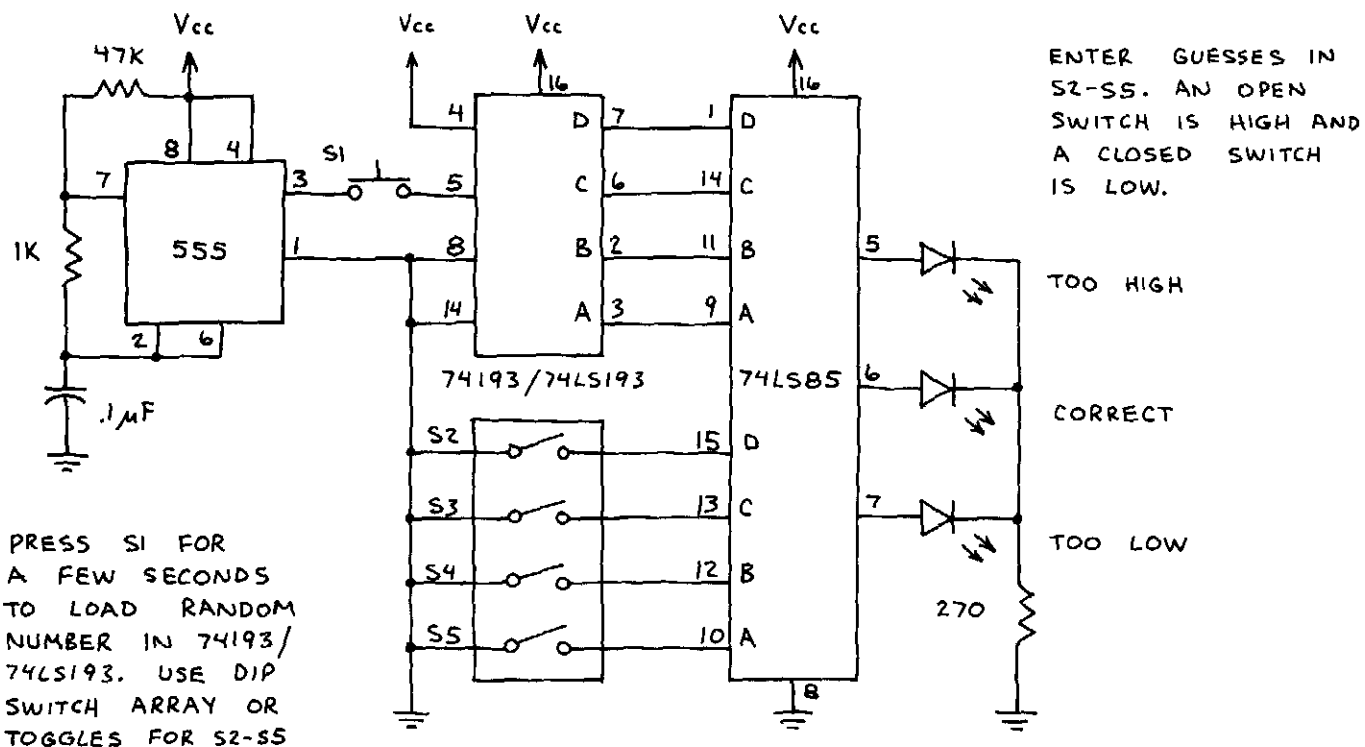 Vcc
Vcc
Vcc
Vcc
47K
16
16
8
4
7
555
3
1
2
6
1K
.1µF
S1
4
5
8
14
D
C
B
A
7
6
2
3
74193/74LS193
1
14
11
9
D
C
B
A
74LS85
S2
S3
S4
S5
15
13
12
10
D
C
B
A
8
5
6
7
TOO HIGH
CORRECT
TOO LOW
270
ENTER GUESSES IN
S2-S5. AN OPEN
SWITCH IS HIGH AND
A CLOSED SWITCH
IS LOW.
PRESS S1 FOR
A FEW SECONDS
TO LOAD RANDOM
NUMBER IN 74193/
74LS193. USE DIP
SWITCH ARRAY OR
TOGGLES FOR S2-S5